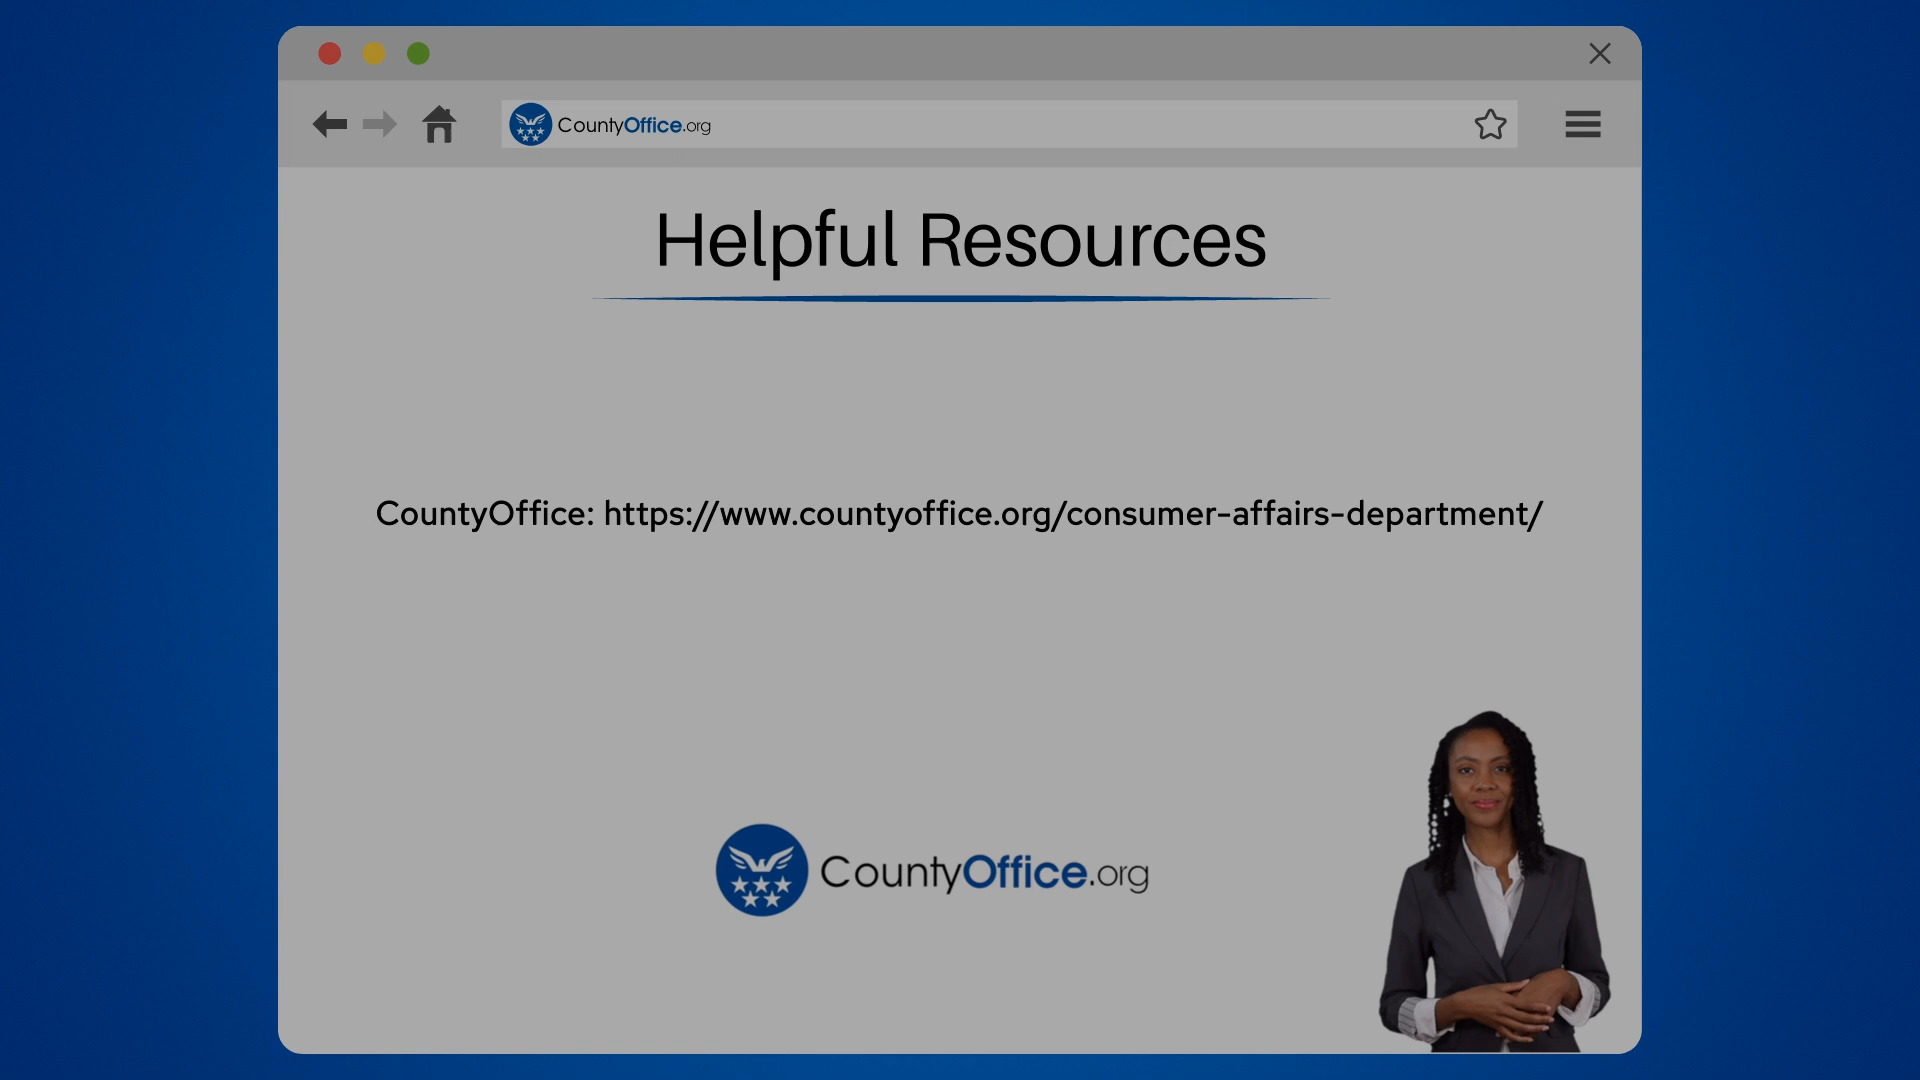 CountyOffice.org
Helpful Resources
CountyOffice: https://www.countyoffice.org/consumer-affairs-department/
CountyOffice.org